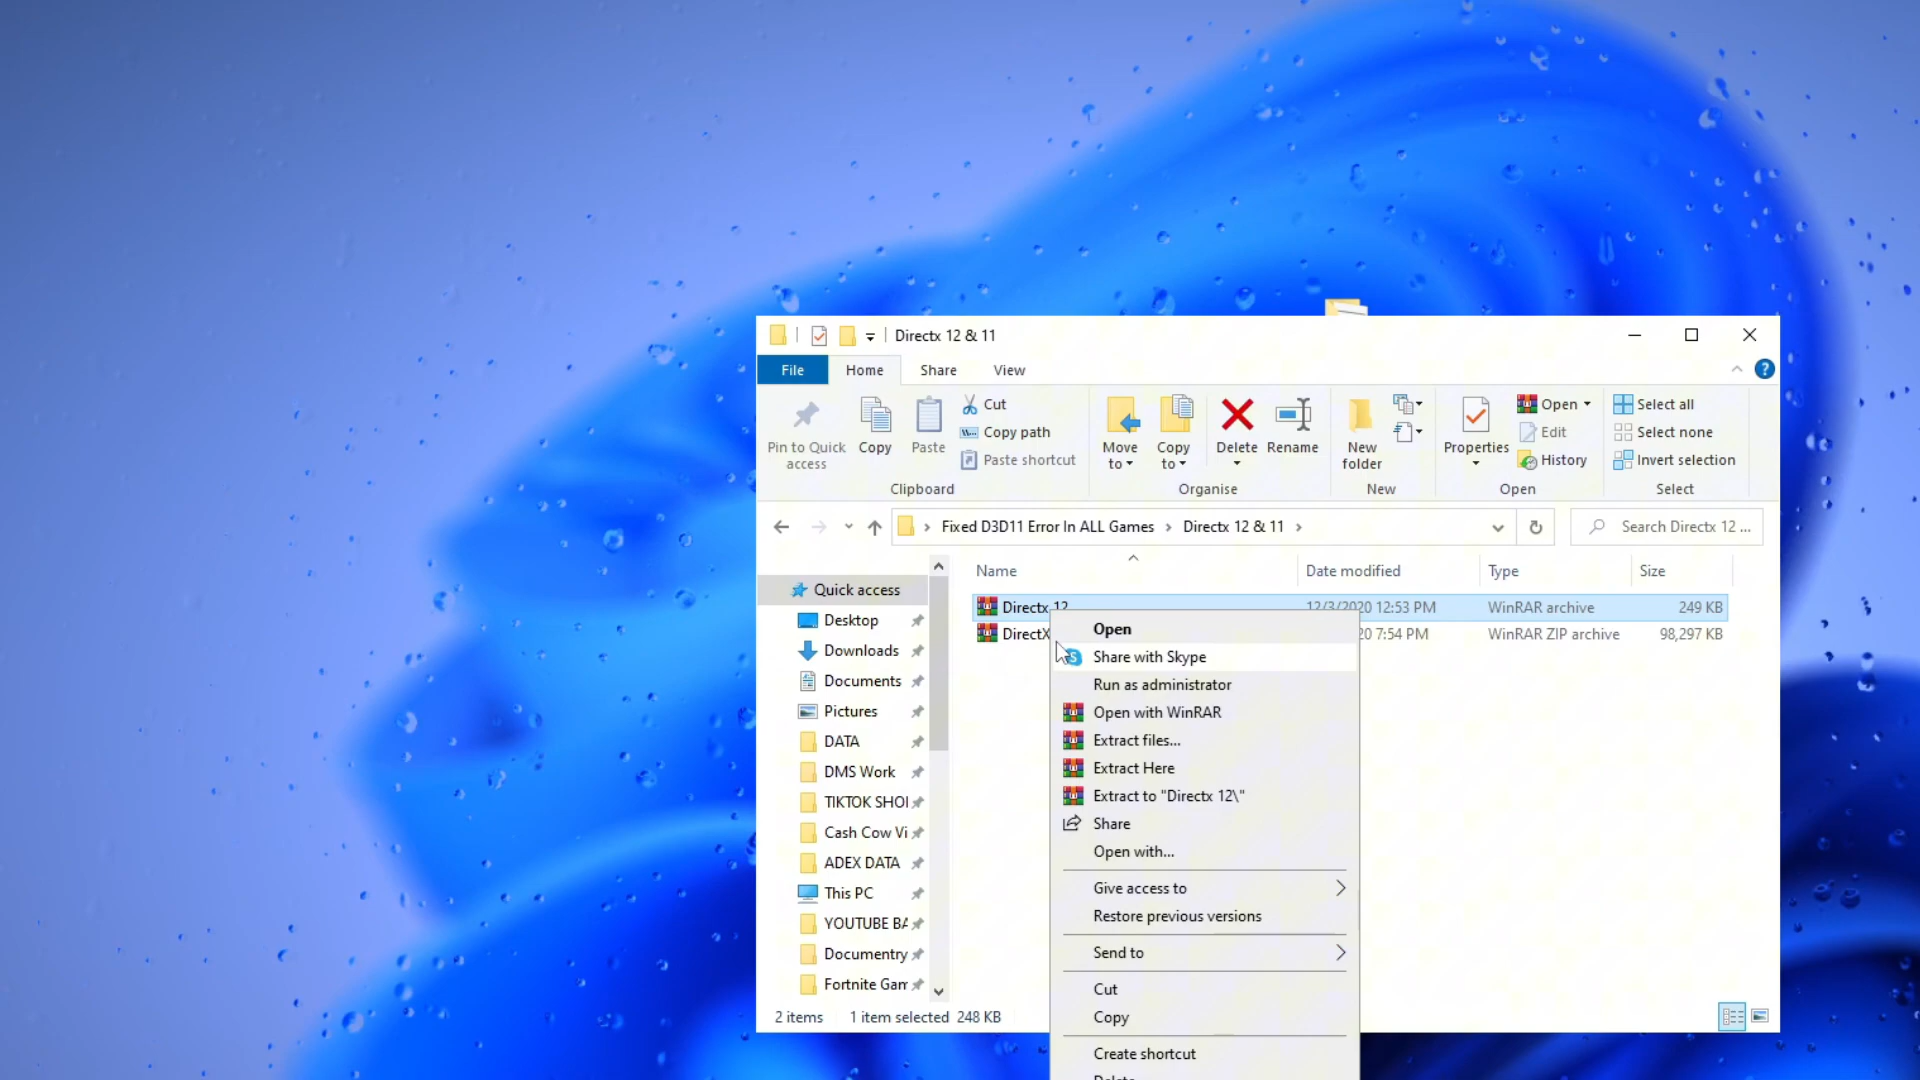 Directx 12 & 11
File Home Share View
Pin to Quick access
Copy
Paste
Cut
Copy path
Paste shortcut
Clipboard
Move to
Copy to
Delete
Rename
Organise
New folder
New
Properties
Open
Edit
History
Open
Select all
Select none
Invert selection
Select
Fixed D3D11 Error In ALL Games > Directx 12 & 11 >
Search Directx 12 ...
Name Date modified Type Size
Directx 12 12/3/2020 12:53 PM WinRAR archive 249 KB
DirectX 20 7:54 PM WinRAR ZIP archive 98,297 KB
Quick access
Desktop
Downloads
Documents
Pictures
DATA
DMS Work
TIKTOK SHO
Cash Cow Vi
ADEX DATA
This PC
YOUTUBE BA
Documentry
Fortnite Gam
Open
Share with Skype
Run as administrator
Open with WinRAR
Extract files...
Extract Here
Extract to "Directx 12\"
Share
Open with...
Give access to
Restore previous versions
Send to
Cut
Copy
Create shortcut
2 items 1 item selected 248 KB